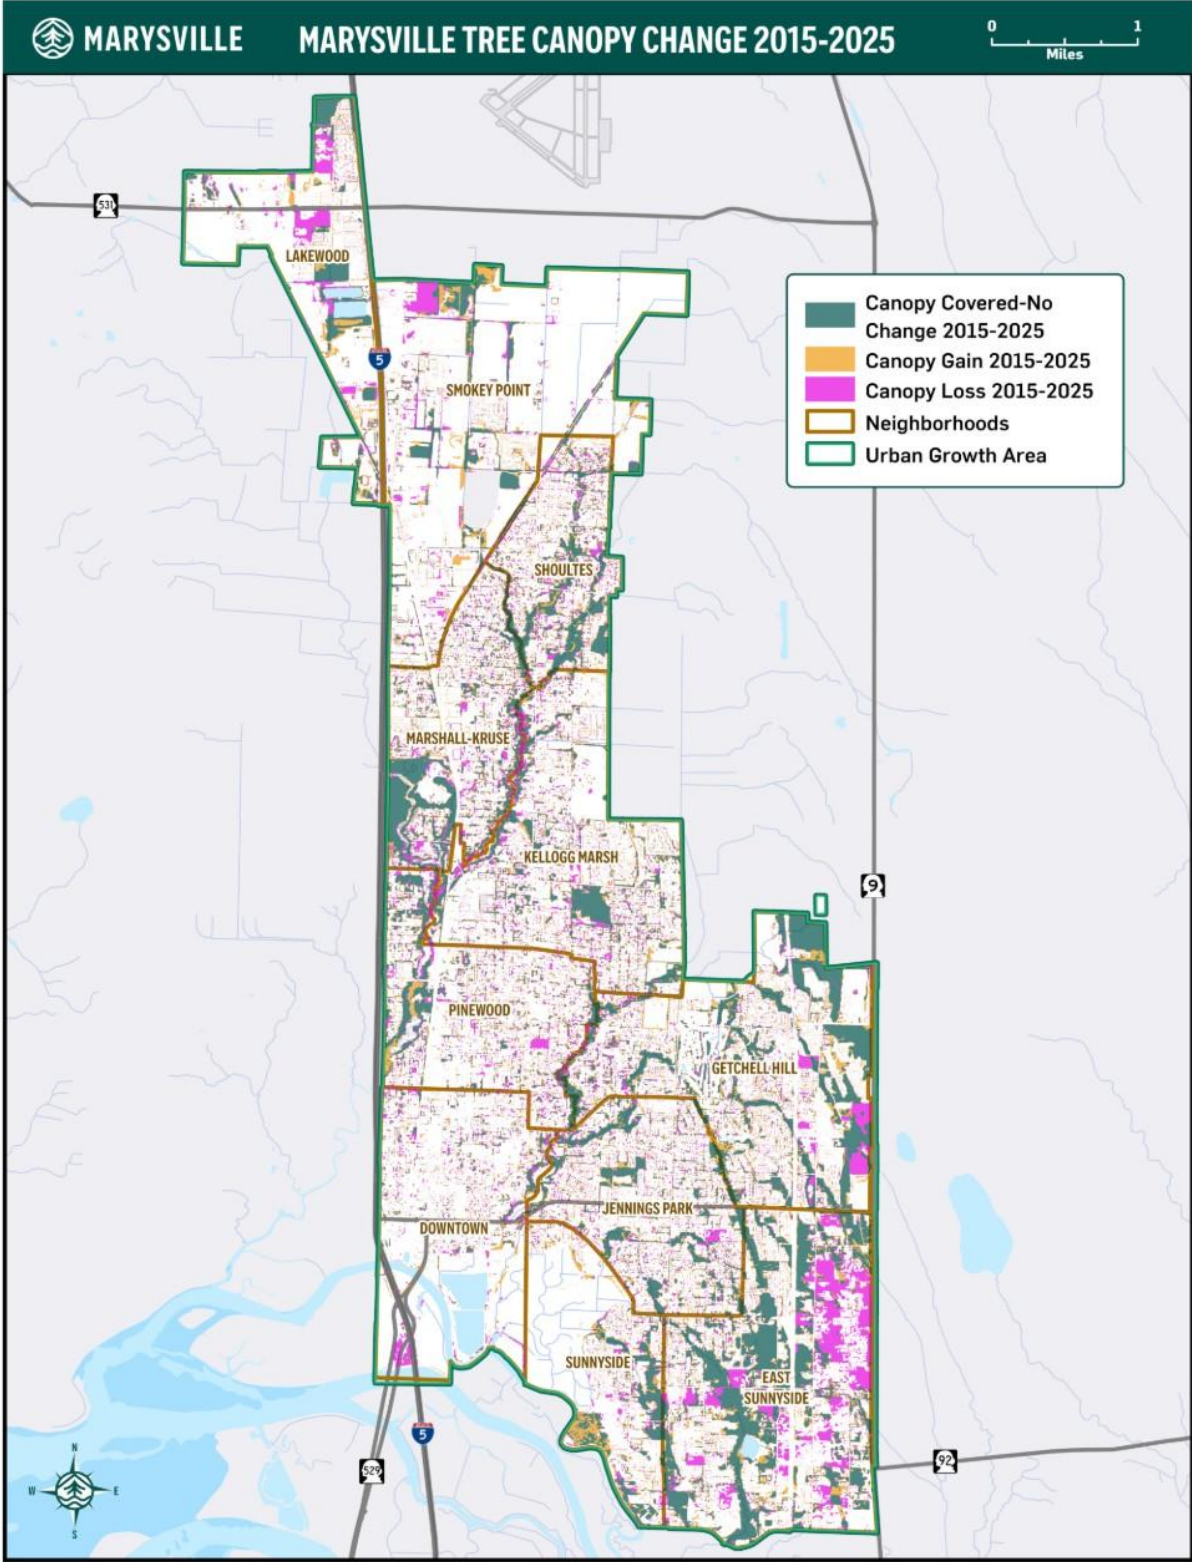 MARYSVILLE
MARYSVILLE TREE CANOPY CHANGE 2015-2025
0 1
Miles
531
LAKEWOOD
Canopy Covered-No
Change 2015-2025
Canopy Gain 2015-2025
Canopy Loss 2015-2025
Neighborhoods
Urban Growth Area
5
SMOKEY POINT
SHOULTES
MARSHALL-KRUSE
KELLOGG MARSH
9
PINEWOOD
GETCHELL HILL
JENNINGS PARK
DOWNTOWN
SUNNYSIDE
EAST
SUNNYSIDE
5
529
92
N
W E
S